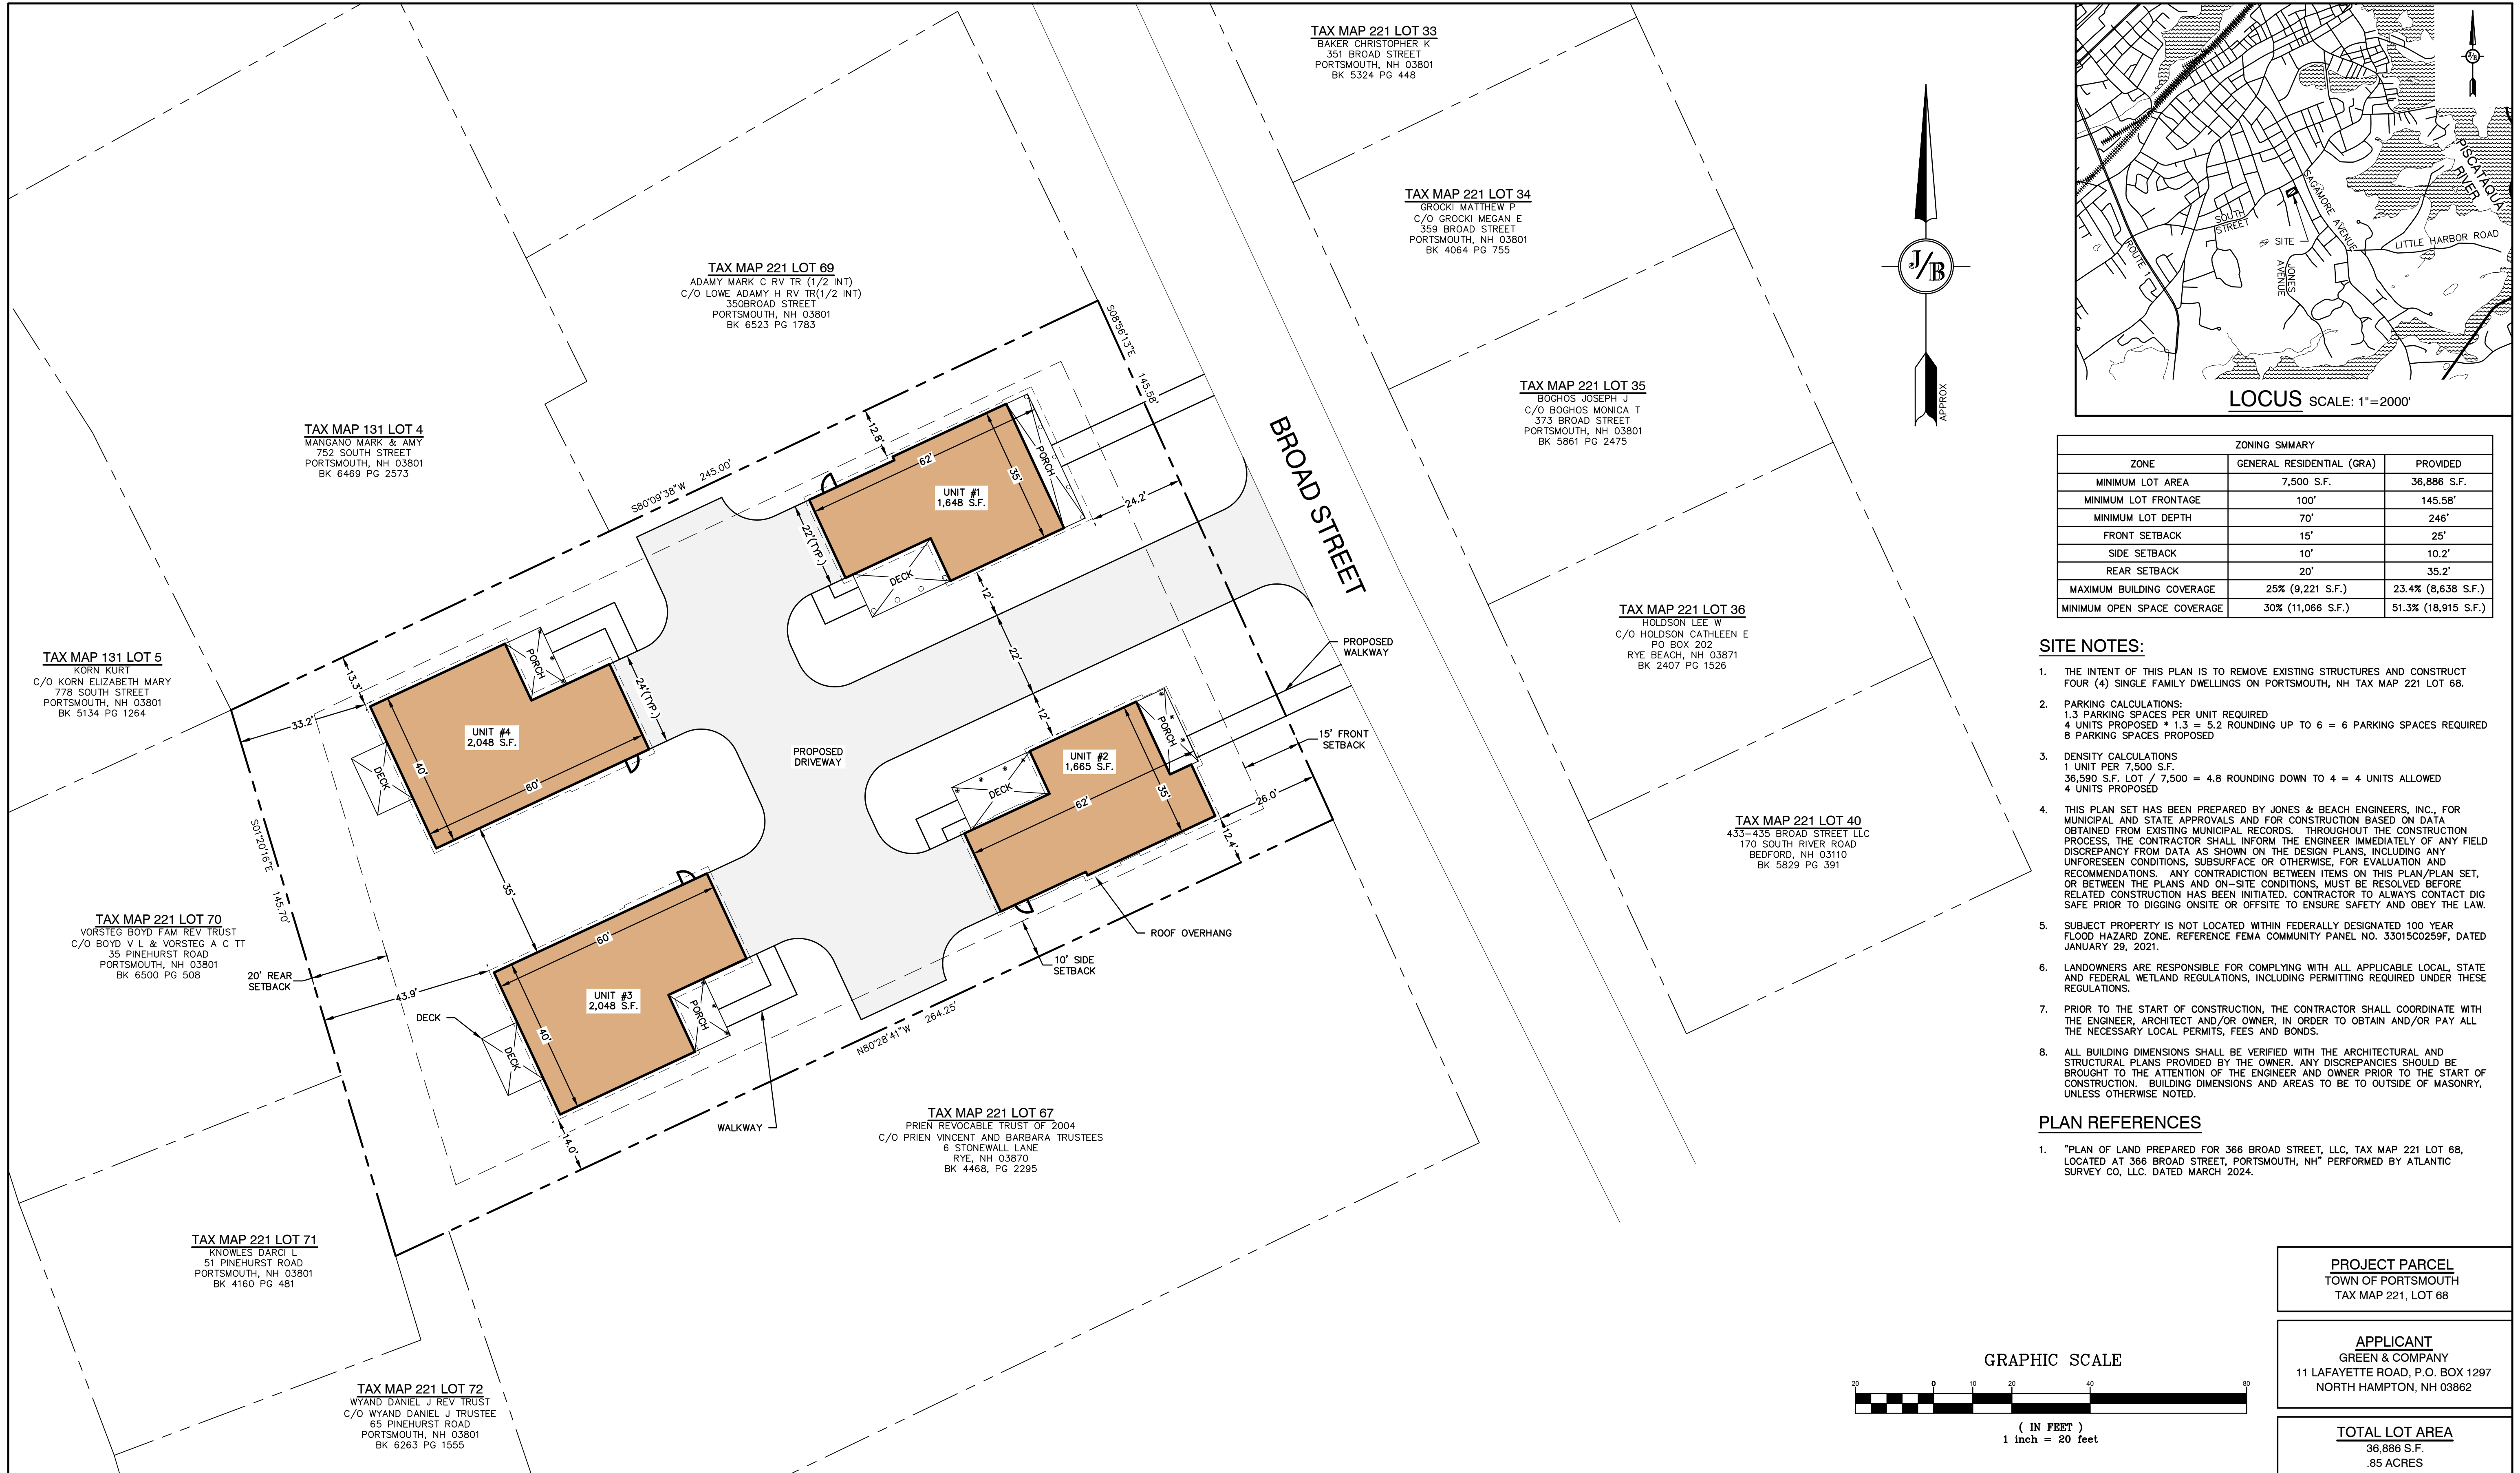 TAX MAP 221 LOT 33
BAKER CHRISTOPHER K
351 BROAD STREET
PORTSMOUTH, NH 03801
BK 5324 PG 448
TAX MAP 221 LOT 34
GROCKI MATTHEW P
C/O GROCKI MEGAN E
359 BROAD STREET
PORTSMOUTH, NH 03801
BK 4064 PG 755
TAX MAP 221 LOT 69
ADAMY MARK C RV TR (1/2 INT)
C/O LOWE ADAMY H RV TR(1/2 INT)
350BROAD STREET
PORTSMOUTH, NH 03801
BK 6523 PG 1783
TAX MAP 221 LOT 35
BOGHOS JOSEPH J
C/O BOGHOS MONICA T
373 BROAD STREET
PORTSMOUTH, NH 03801
BK 5861 PG 2475
TAX MAP 131 LOT 4
MANGANO MARK & AMY
752 SOUTH STREET
PORTSMOUTH, NH 03801
BK 6469 PG 2573
TAX MAP 221 LOT 36
HOLDSON LEE W
C/O HOLDSON CATHLEEN E
PO BOX 202
RYE BEACH, NH 03871
BK 2407 PG 1526
TAX MAP 131 LOT 5
KORN KURT
C/O KORN ELIZABETH MARY
778 SOUTH STREET
PORTSMOUTH, NH 03801
BK 5134 PG 1264
TAX MAP 221 LOT 40
433-435 BROAD STREET LLC
170 SOUTH RIVER ROAD
BEDFORD, NH 03110
BK 5829 PG 391
TAX MAP 221 LOT 70
VORSTEG BOYD FAM REV TRUST
C/O BOYD V L & VORSTEG A C TT
35 PINEHURST ROAD
PORTSMOUTH, NH 03801
BK 6500 PG 508
TAX MAP 221 LOT 67
PRIEN REVOCABLE TRUST OF 2004
C/O PRIEN VINCENT AND BARBARA TRUSTEES
6 STONEWALL LANE
RYE, NH 03870
BK 4468, PG 2295
TAX MAP 221 LOT 71
KNOWLES DARCI L
51 PINEHURST ROAD
PORTSMOUTH, NH 03801
BK 4160 PG 481
TAX MAP 221 LOT 72
WYAND DANIEL J REV TRUST
C/O WYAND DANIEL J TRUSTEE
65 PINEHURST ROAD
PORTSMOUTH, NH 03801
BK 6263 PG 1555
BROAD STREET
S08°56'13"E 145.58'
S80°09'38"W 245.00'
S01°20'16"E 145.70'
N80°28'41"W 264.25'
UNIT #1
1,648 S.F.
62'
35'
PORCH
DECK
12.8'
24.2'
22'(TYP.)
12'
22'
12'
UNIT #2
1,665 S.F.
62'
35'
PORCH
DECK
26.0'
12.4'
PROPOSED
WALKWAY
15' FRONT
SETBACK
ROOF OVERHANG
10' SIDE
SETBACK
PROPOSED
DRIVEWAY
UNIT #4
2,048 S.F.
40'
60'
PORCH
DECK
13.3'
33.2'
24'(TYP.)
35'
UNIT #3
2,048 S.F.
60'
40'
PORCH
DECK
DECK
43.9'
14.0'
20' REAR
SETBACK
WALKWAY
J/B
APPROX
J/B
PISCATAQUA
RIVER
SAGAMORE AVENUE
SOUTH
STREET
SITE
LITTLE HARBOR ROAD
JONES
AVENUE
ROUTE 1
LOCUS SCALE: 1"=2000'
ZONING SMMARY
ZONE GENERAL RESIDENTIAL (GRA) PROVIDED
MINIMUM LOT AREA 7,500 S.F. 36,886 S.F.
MINIMUM LOT FRONTAGE 100' 145.58'
MINIMUM LOT DEPTH 70' 246'
FRONT SETBACK 15' 25'
SIDE SETBACK 10' 10.2'
REAR SETBACK 20' 35.2'
MAXIMUM BUILDING COVERAGE 25% (9,221 S.F.) 23.4% (8,638 S.F.)
MINIMUM OPEN SPACE COVERAGE 30% (11,066 S.F.) 51.3% (18,915 S.F.)
SITE NOTES:
1. THE INTENT OF THIS PLAN IS TO REMOVE EXISTING STRUCTURES AND CONSTRUCT
FOUR (4) SINGLE FAMILY DWELLINGS ON PORTSMOUTH, NH TAX MAP 221 LOT 68.
2. PARKING CALCULATIONS:
1.3 PARKING SPACES PER UNIT REQUIRED
4 UNITS PROPOSED * 1.3 = 5.2 ROUNDING UP TO 6 = 6 PARKING SPACES REQUIRED
8 PARKING SPACES PROPOSED
3. DENSITY CALCULATIONS
1 UNIT PER 7,500 S.F.
36,590 S.F. LOT / 7,500 = 4.8 ROUNDING DOWN TO 4 = 4 UNITS ALLOWED
4 UNITS PROPOSED
4. THIS PLAN SET HAS BEEN PREPARED BY JONES & BEACH ENGINEERS, INC., FOR
MUNICIPAL AND STATE APPROVALS AND FOR CONSTRUCTION BASED ON DATA
OBTAINED FROM EXISTING MUNICIPAL RECORDS. THROUGHOUT THE CONSTRUCTION
PROCESS, THE CONTRACTOR SHALL INFORM THE ENGINEER IMMEDIATELY OF ANY FIELD
DISCREPANCY FROM DATA AS SHOWN ON THE DESIGN PLANS, INCLUDING ANY
UNFORESEEN CONDITIONS, SUBSURFACE OR OTHERWISE, FOR EVALUATION AND
RECOMMENDATIONS. ANY CONTRADICTION BETWEEN ITEMS ON THIS PLAN/PLAN SET,
OR BETWEEN THE PLANS AND ON-SITE CONDITIONS, MUST BE RESOLVED BEFORE
RELATED CONSTRUCTION HAS BEEN INITIATED. CONTRACTOR TO ALWAYS CONTACT DIG
SAFE PRIOR TO DIGGING ONSITE OR OFFSITE TO ENSURE SAFETY AND OBEY THE LAW.
5. SUBJECT PROPERTY IS NOT LOCATED WITHIN FEDERALLY DESIGNATED 100 YEAR
FLOOD HAZARD ZONE. REFERENCE FEMA COMMUNITY PANEL NO. 33015C0259F, DATED
JANUARY 29, 2021.
6. LANDOWNERS ARE RESPONSIBLE FOR COMPLYING WITH ALL APPLICABLE LOCAL, STATE
AND FEDERAL WETLAND REGULATIONS, INCLUDING PERMITTING REQUIRED UNDER THESE
REGULATIONS.
7. PRIOR TO THE START OF CONSTRUCTION, THE CONTRACTOR SHALL COORDINATE WITH
THE ENGINEER, ARCHITECT AND/OR OWNER, IN ORDER TO OBTAIN AND/OR PAY ALL
THE NECESSARY LOCAL PERMITS, FEES AND BONDS.
8. ALL BUILDING DIMENSIONS SHALL BE VERIFIED WITH THE ARCHITECTURAL AND
STRUCTURAL PLANS PROVIDED BY THE OWNER. ANY DISCREPANCIES SHOULD BE
BROUGHT TO THE ATTENTION OF THE ENGINEER AND OWNER PRIOR TO THE START OF
CONSTRUCTION. BUILDING DIMENSIONS AND AREAS TO BE TO OUTSIDE OF MASONRY,
UNLESS OTHERWISE NOTED.
PLAN REFERENCES
1. "PLAN OF LAND PREPARED FOR 366 BROAD STREET, LLC, TAX MAP 221 LOT 68,
LOCATED AT 366 BROAD STREET, PORTSMOUTH, NH" PERFORMED BY ATLANTIC
SURVEY CO, LLC. DATED MARCH 2024.
GRAPHIC SCALE
20 0 10 20 40 80
( IN FEET )
1 inch = 20 feet
PROJECT PARCEL
TOWN OF PORTSMOUTH
TAX MAP 221, LOT 68
APPLICANT
GREEN & COMPANY
11 LAFAYETTE ROAD, P.O. BOX 1297
NORTH HAMPTON, NH 03862
TOTAL LOT AREA
36,886 S.F.
.85 ACRES